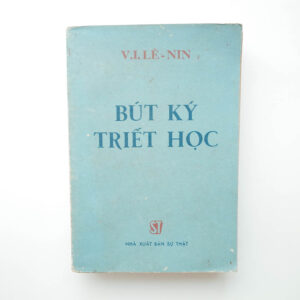 V.I. LÊ-NIN
BÚT KÝ
TRIẾT HỌC
ST
NHÀ XUẤT BẢN SỰ THẬT